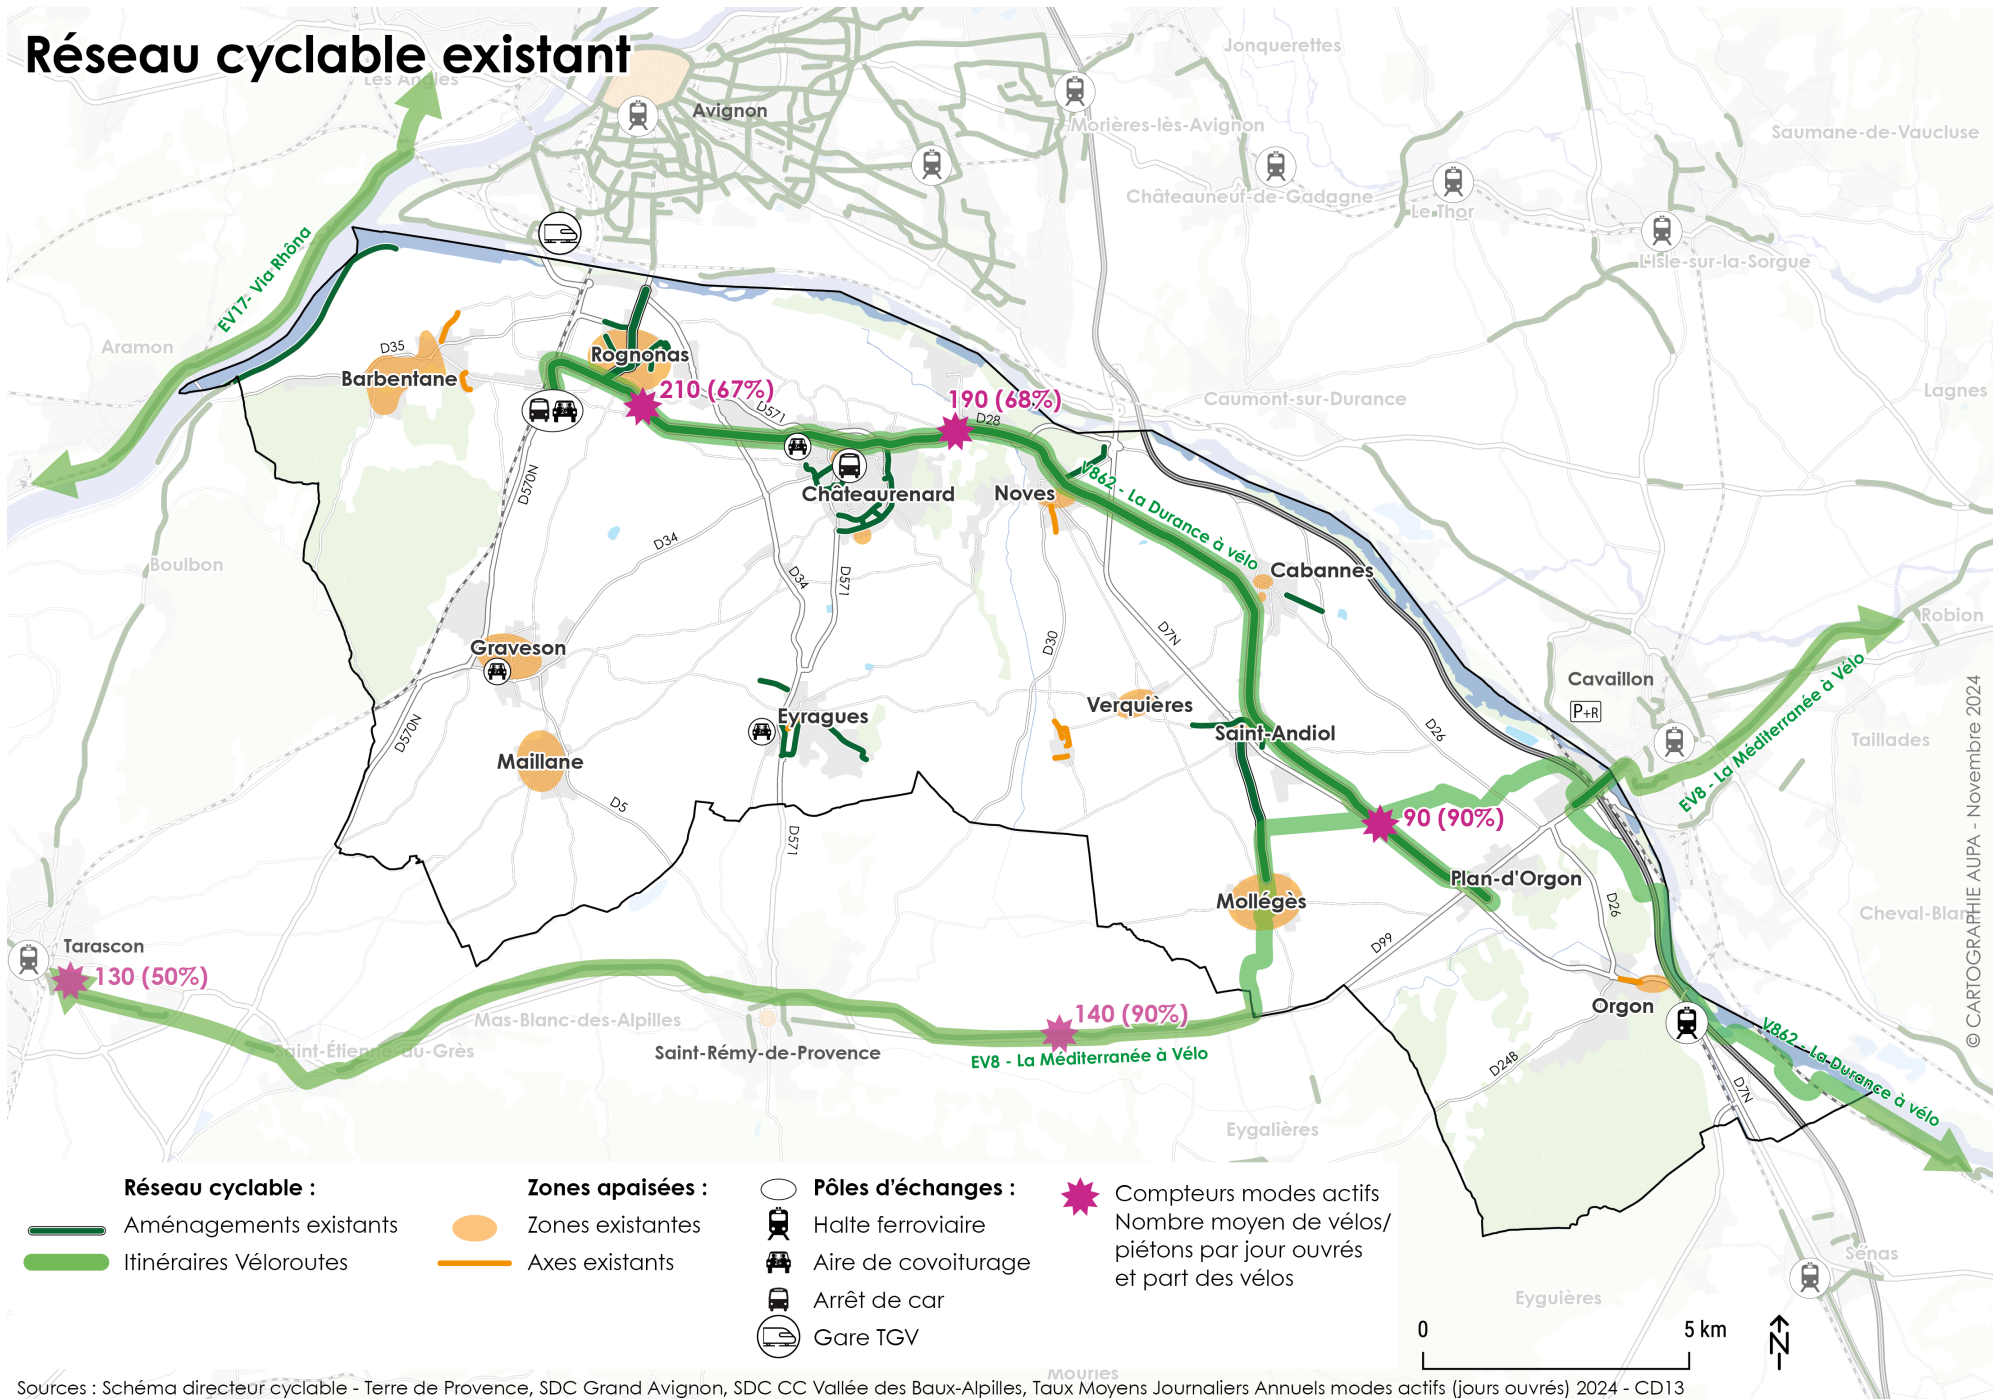 Réseau cyclable existant
Les Angles
Avignon
Jonquerettes
Morières-lès-Avignon
Saumane-de-Vaucluse
Châteauneuf-de-Gadagne
Le Thor
L'Isle-sur-la-Sorgue
EV17- Via Rhôna
Aramon
D35
Barbentane
Rognonas
210 (67%)
D571
190 (68%)
D28
Caumont-sur-Durance
Lagnes
D570N
Châteaurenard
Noves
V862 - La Durance à vélo
Boulbon
D34
D34
D571
Cabannes
Robion
D30
D7N
Graveson
Cavaillon
P+R
EV8 - La Méditerranée à Vélo
Taillades
Verquières
Eyragues
Saint-Andiol
D26
D570N
Maillane
D5
D571
90 (90%)
Plan-d'Orgon
Mollégès
D26
Cheval-Blanc
D99
Tarascon
130 (50%)
Orgon
Mas-Blanc-des-Alpilles
140 (90%)
Saint-Étienne-du-Grès
Saint-Rémy-de-Provence
EV8 - La Méditerranée à Vélo
V862 - La Durance à vélo
D24B
D7N
Eygalières
Sénas
Eyguières
Mouriès
© CARTOGRAPHIE AUPA - Novembre 2024
Réseau cyclable :
Aménagements existants
Itinéraires Véloroutes
Zones apaisées :
Zones existantes
Axes existants
Pôles d'échanges :
Halte ferroviaire
Aire de covoiturage
Arrêt de car
Gare TGV
Compteurs modes actifs
Nombre moyen de vélos/
piétons par jour ouvrés
et part des vélos
0 5 km
N
Sources : Schéma directeur cyclable - Terre de Provence, SDC Grand Avignon, SDC CC Vallée des Baux-Alpilles, Taux Moyens Journaliers Annuels modes actifs (jours ouvrés) 2024 - CD13